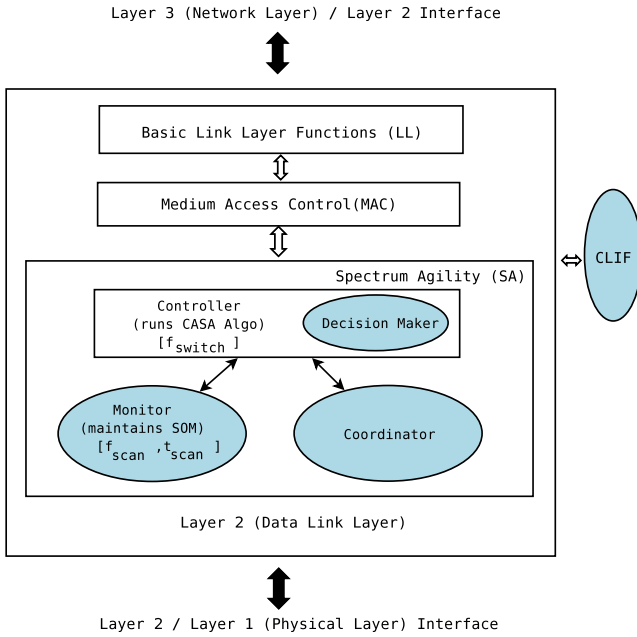 Layer 3 (Network Layer) / Layer 2 Interface
Basic Link Layer Functions (LL)
Medium Access Control(MAC)
Spectrum Agility (SA)
Controller
(runs CASA Algo)
[fswitch ]
Decision Maker
CLIF
Monitor
(maintains SOM)
[fscan ,tscan ]
Coordinator
Layer 2 (Data Link Layer)
Layer 2 / Layer 1 (Physical Layer) Interface